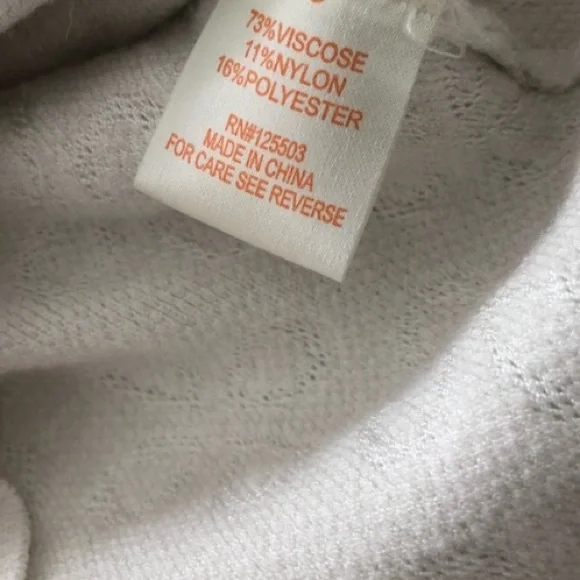 73%VISCOSE
11%NYLON
16%POLYESTER
RN#125503
MADE IN CHINA
FOR CARE SEE REVERSE